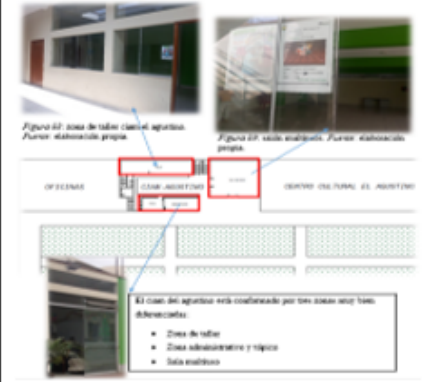 Figura 68: zona de taller ciam el agustino.
Fuente: elaboración propia.
Figura 69: salón multiusos. Fuente: elaboración
propia.
OFICINAS
CIAM AGUSTINO
CENTRO CULTURAL EL AGUSTINO
El ciam del agustino está conformado por tres zonas muy bien
diferenciadas:
• Zona de taller
• Zona administrativa y tópico
• Sala multiuso